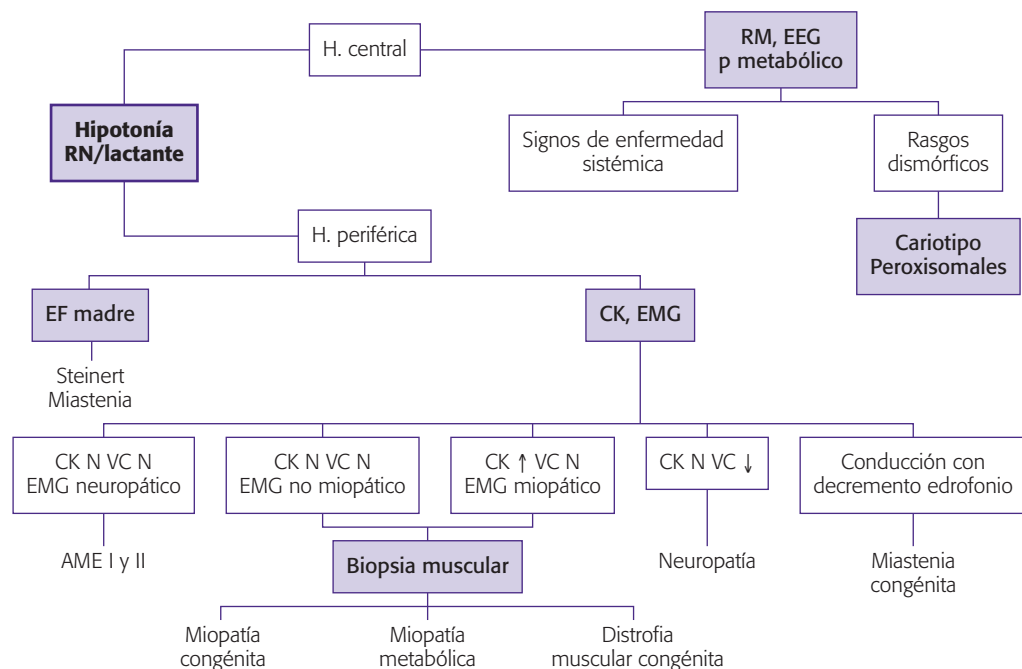 H. central
RM, EEG
p metabólico
Hipotonía
RN/lactante
Signos de enfermedad
sistémica
Rasgos
dismórficos
H. periférica
Cariotipo
Peroxisomales
EF madre
CK, EMG
Steinert
Miastenia
CK N VC N
EMG neuropático
CK N VC N
EMG no miopático
CK ↑ VC N
EMG miopático
CK N VC ↓
Conducción con
decremento edrofonio
AME I y II
Biopsia muscular
Neuropatía
Miastenia
congénita
Miopatía
congénita
Miopatía
metabólica
Distrofia
muscular congénita